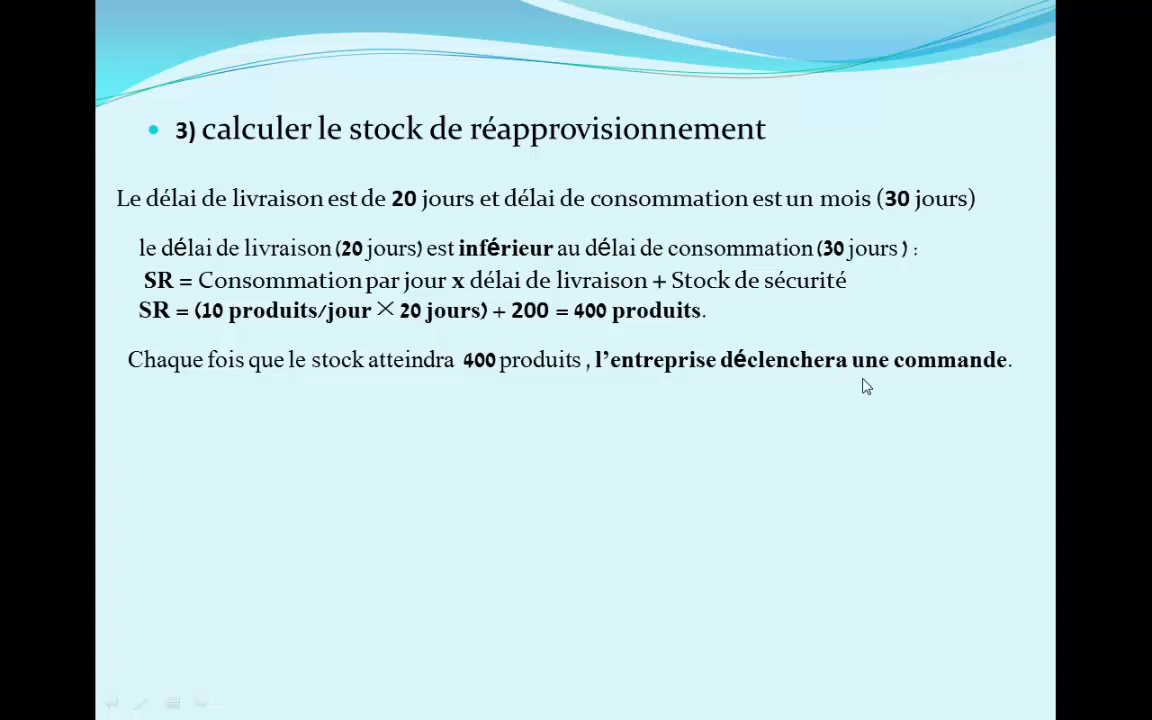 • 3) calculer le stock de réapprovisionnement
Le délai de livraison est de 20 jours et délai de consommation est un mois (30 jours)
le délai de livraison (20 jours) est inférieur au délai de consommation (30 jours ) :
SR = Consommation par jour x délai de livraison + Stock de sécurité
SR = (10 produits/jour × 20 jours) + 200 = 400 produits.
Chaque fois que le stock atteindra 400 produits , l’entreprise déclenchera une commande.